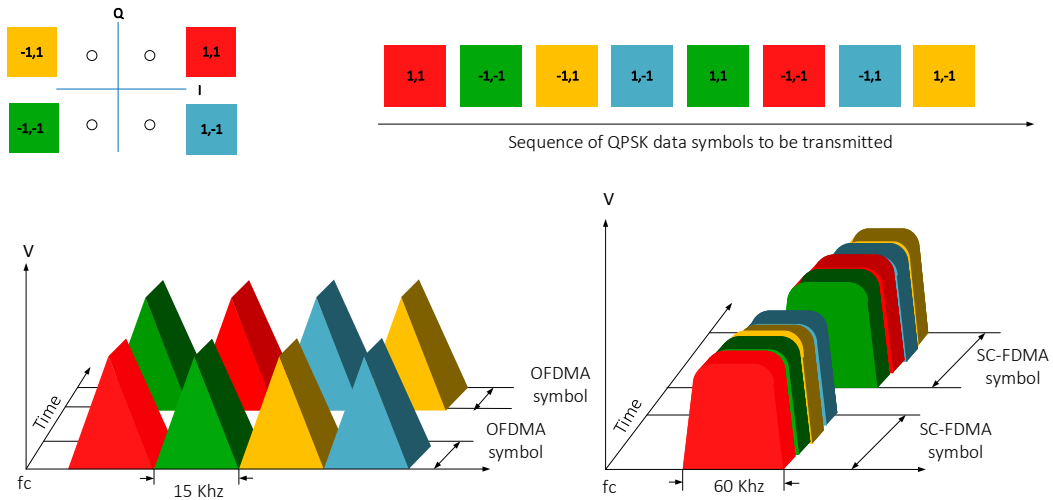 Q
-1,1
1,1
I
-1,-1
1,-1
1,1
-1,-1
-1,1
1,-1
1,1
-1,-1
-1,1
1,-1
Sequence of QPSK data symbols to be transmitted
V
Time
OFDMA
symbol
OFDMA
symbol
fc
15 Khz
V
Time
SC-FDMA
symbol
SC-FDMA
symbol
fc
60 Khz